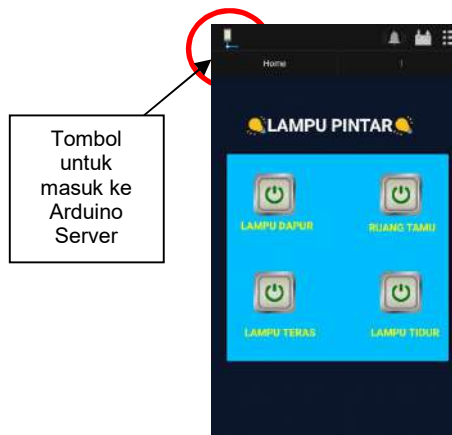 Home
LAMPU PINTAR
Tombol
untuk
masuk ke
Arduino
Server
LAMPU DAPUR
RUANG TAMU
LAMPU TERAS
LAMPU TIDUR